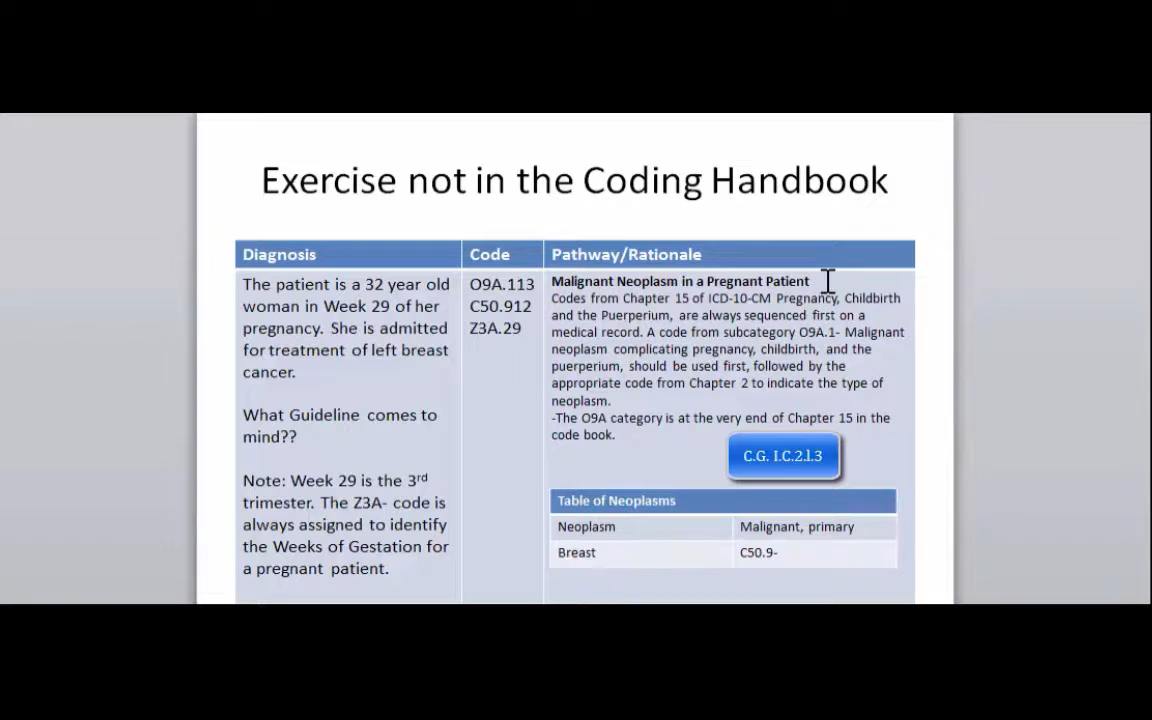 Exercise not in the Coding Handbook
Diagnosis
Code
Pathway/Rationale
The patient is a 32 year old
woman in Week 29 of her
pregnancy. She is admitted
for treatment of left breast
cancer.
What Guideline comes to
mind??
Note: Week 29 is the 3rd
trimester. The Z3A- code is
always assigned to identify
the Weeks of Gestation for
a pregnant patient.
O9A.113
C50.912
Z3A.29
Malignant Neoplasm in a Pregnant Patient
Codes from Chapter 15 of ICD-10-CM Pregnancy, Childbirth
and the Puerperium, are always sequenced first on a
medical record. A code from subcategory O9A.1- Malignant
neoplasm complicating pregnancy, childbirth, and the
puerperium, should be used first, followed by the
appropriate code from Chapter 2 to indicate the type of
neoplasm.
-The O9A category is at the very end of Chapter 15 in the
code book.
C.G. I.C.2.l.3
Table of Neoplasms
Neoplasm
Malignant, primary
Breast
C50.9-